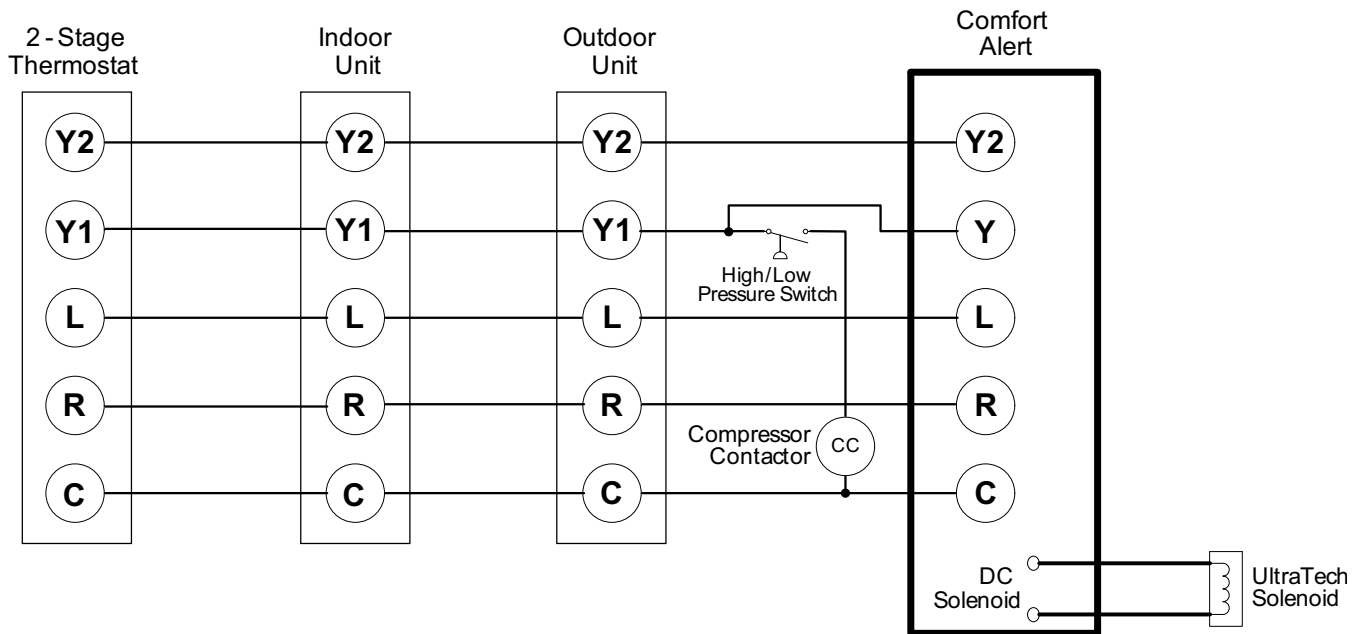 2 - Stage
Thermostat
Indoor
Unit
Outdoor
Unit
Comfort
Alert
Y2
Y2
Y2
Y2
Y1
Y1
Y1
Y
High/Low
Pressure Switch
L
L
L
L
R
R
R
R
Compressor
Contactor
CC
C
C
C
C
DC
Solenoid
UltraTech
Solenoid